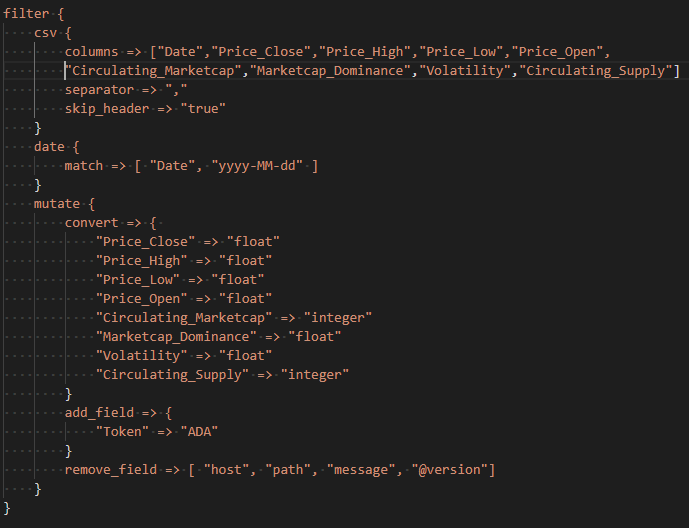 filter {
    csv {
        columns => ["Date","Price_Close","Price_High","Price_Low","Price_Open",
        "Circulating_Marketcap","Marketcap_Dominance","Volatility","Circulating_Supply"]
        separator => ","
        skip_header => "true"
    }
    date {
        match => [ "Date", "yyyy-MM-dd" ]
    }
    mutate {
        convert => {
            "Price_Close" => "float"
            "Price_High" => "float"
            "Price_Low" => "float"
            "Price_Open" => "float"
            "Circulating_Marketcap" => "integer"
            "Marketcap_Dominance" => "float"
            "Volatility" => "float"
            "Circulating_Supply" => "integer"
        }
        add_field => {
            "Token" => "ADA"
        }
        remove_field => [ "host", "path", "message", "@version"]
    }
}